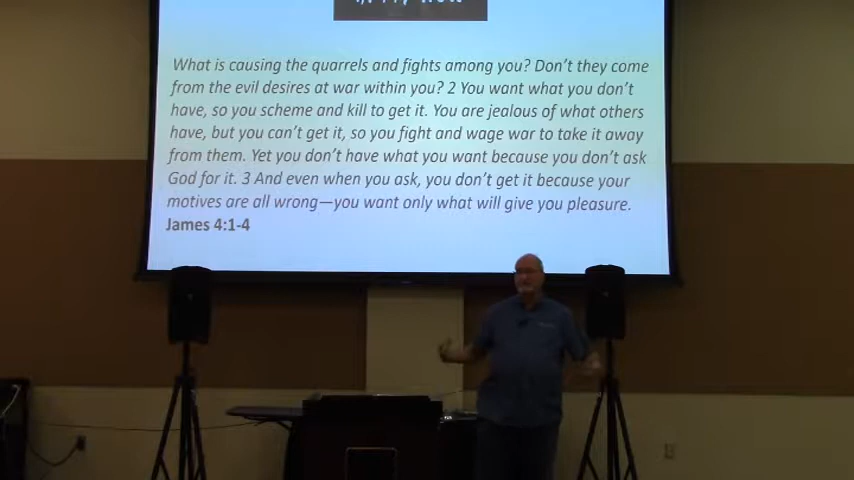 What is causing the quarrels and fights among you? Don't they come
from the evil desires at war within you? 2 You want what you don't
have, so you scheme and kill to get it. You are jealous of what others
have, but you can't get it, so you fight and wage war to take it away
from them. Yet you don't have what you want because you don't ask
God for it. 3 And even when you ask, you don't get it because your
motives are all wrong—you want only what will give you pleasure.
James 4:1-4